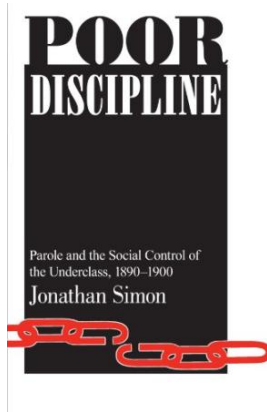 POOR
DISCIPLINE
Parole and the Social Control of
the Underclass, 1890–1900
Jonathan Simon